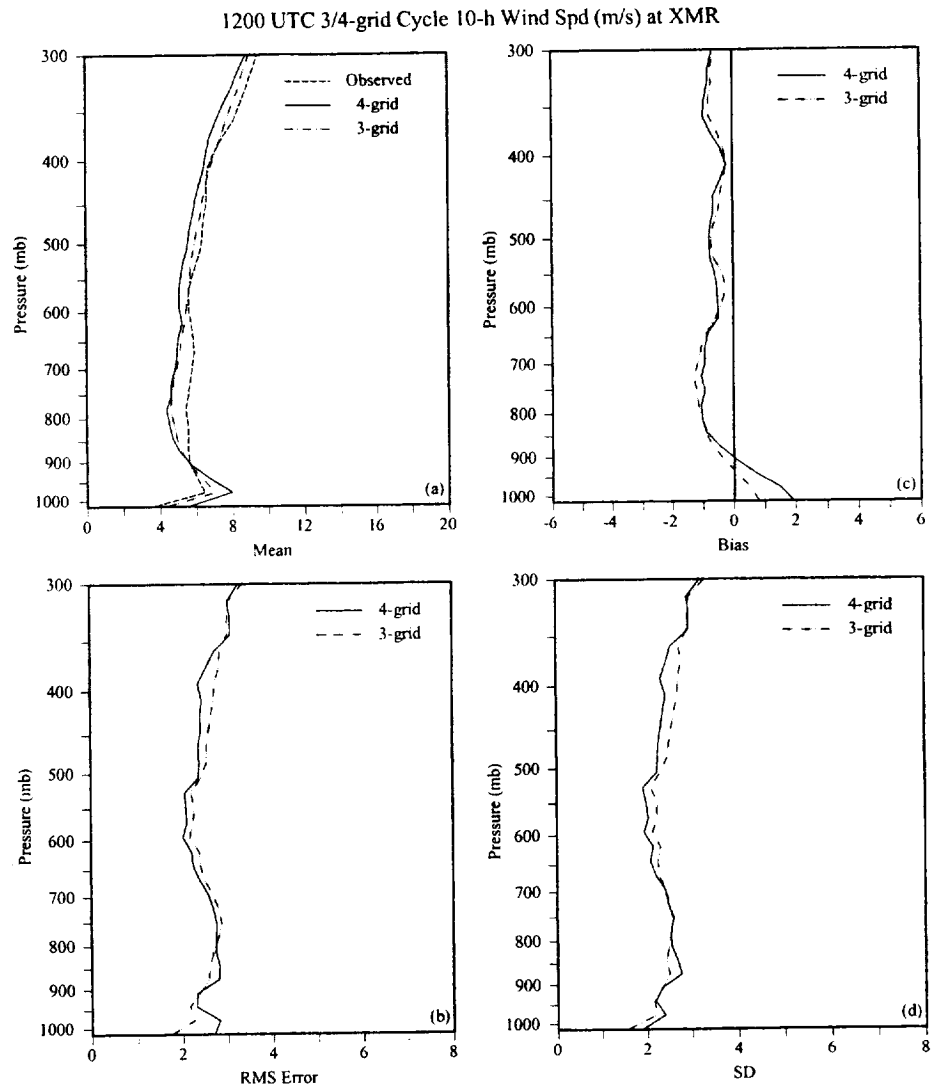 1200 UTC 3/4-grid Cycle 10-h Wind Spd (m/s) at XMR
300
400
500
600
700
800
900
1000
Pressure (mb)
Observed
4-grid
3-grid
(a)
0 4 8 12 16 20
Mean
300
400
500
600
700
800
900
1000
Pressure (mb)
4-grid
3-grid
(c)
-6 -4 -2 0 2 4 6
Bias
300
400
500
600
700
800
900
1000
Pressure (mb)
4-grid
3-grid
(b)
0 2 4 6 8
RMS Error
300
400
500
600
700
800
900
1000
Pressure (mb)
4-grid
3-grid
(d)
0 2 4 6 8
SD